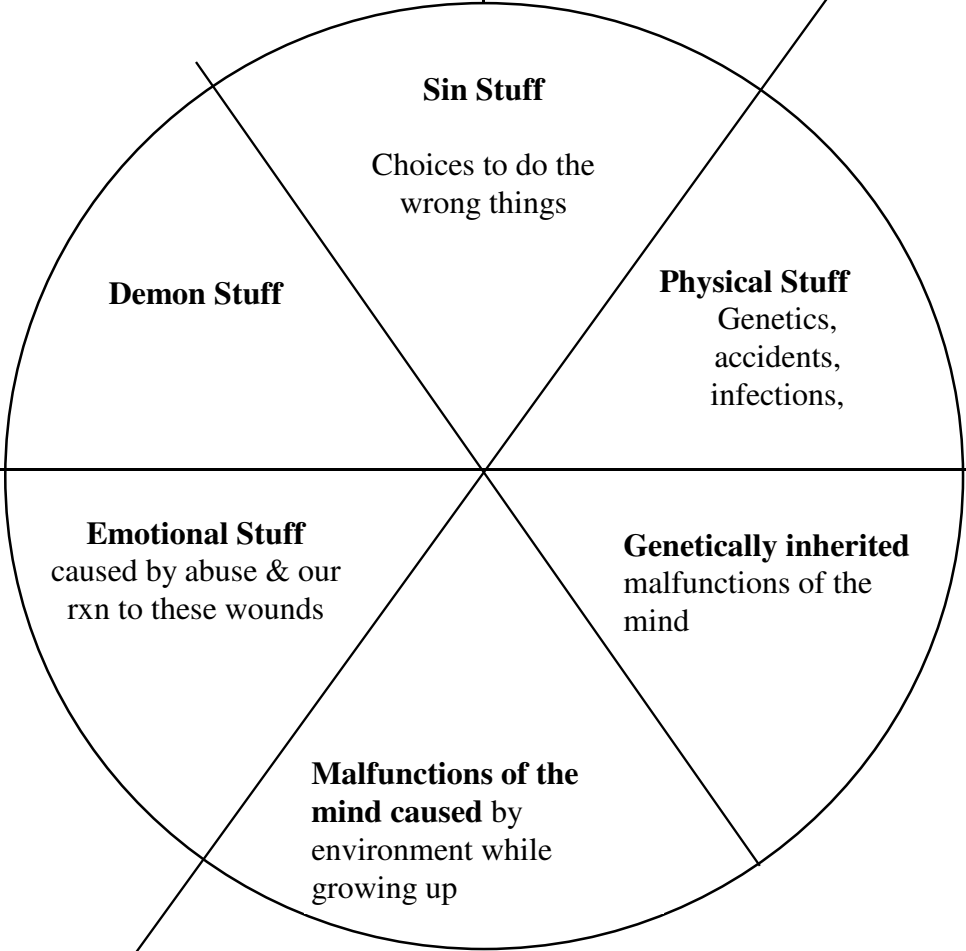 Sin Stuff
Choices to do the
wrong things
Demon Stuff
Physical Stuff
Genetics,
accidents,
infections,
Emotional Stuff
caused by abuse & our
rxn to these wounds
Genetically inherited
malfunctions of the
mind
Malfunctions of the
mind caused by
environment while
growing up